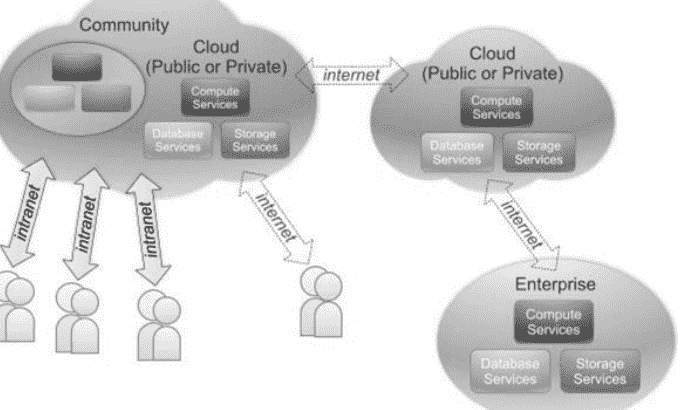 Community
Cloud
(Public or Private)
Compute
Services
Database
Services
Storage
Services
internet
Cloud
(Public or Private)
Compute
Services
Database
Services
Storage
Services
intranet
intranet
intranet
internet
internet
Enterprise
Compute
Services
Database
Services
Storage
Services